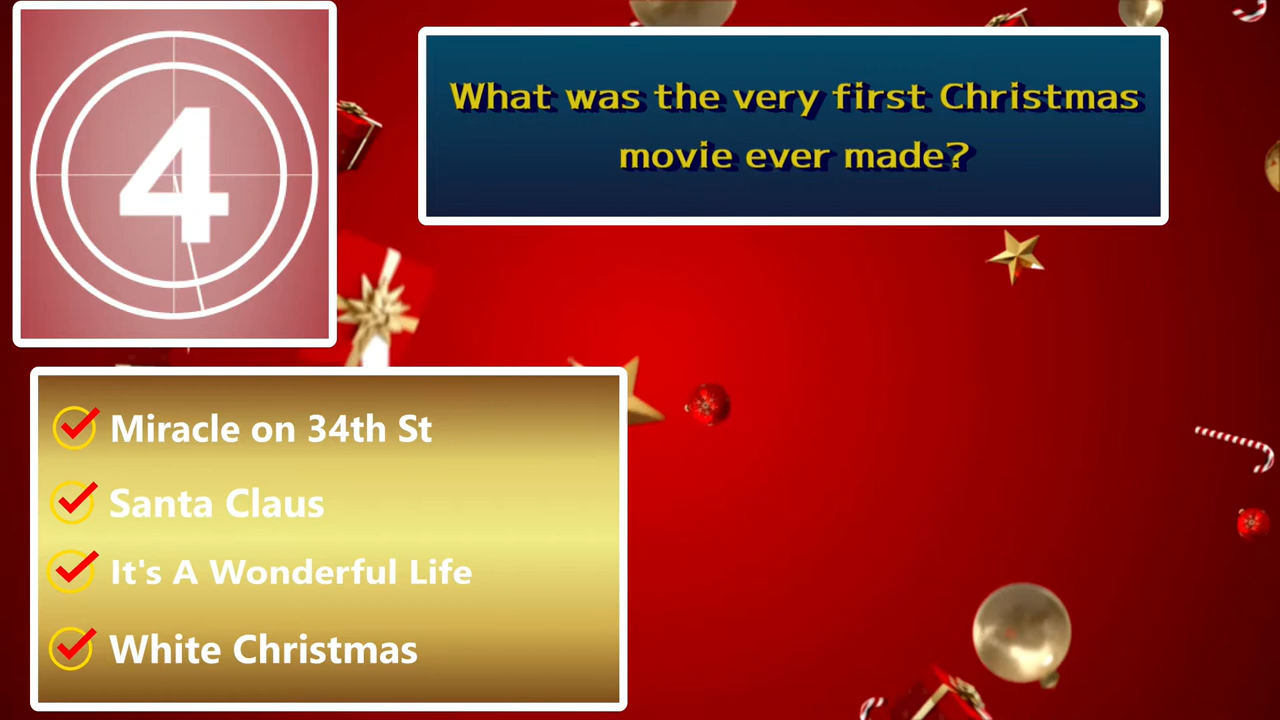 4
What was the very first Christmas
movie ever made?
Miracle on 34th St
Santa Claus
It's A Wonderful Life
White Christmas